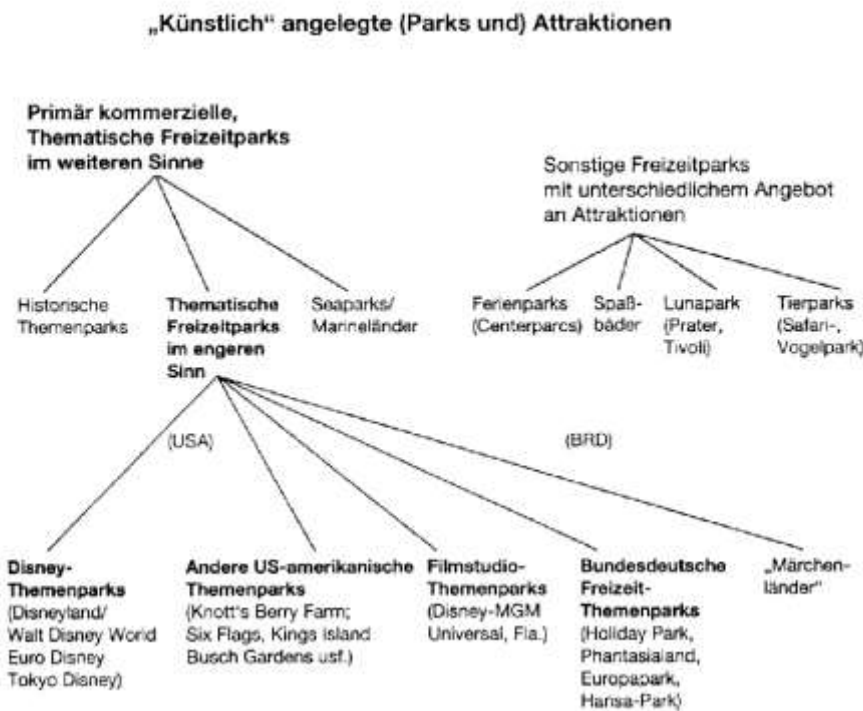 „Künstlich“ angelegte (Parks und) Attraktionen
Primär kommerzielle,
Thematische Freizeitparks
im weiteren Sinne
Sonstige Freizeitparks
mit unterschiedlichem Angebot
an Attraktionen
Historische
Themenparks
Thematische
Freizeitparks
im engeren
Sinn
Seaparks/
Marineländer
Ferienparks
(Centerparcs)
Spaß-
bäder
Lunapark
(Prater,
Tivoli)
Tierparks
(Safari-,
Vogelpark)
(USA)
(BRD)
Disney-
Themenparks
(Disneyland/
Walt Disney World
Euro Disney
Tokyo Disney)
Andere US-amerikanische
Themenparks
(Knott's Berry Farm;
Six Flags, Kings Island
Busch Gardens usf.)
Filmstudio-
Themenparks
(Disney-MGM
Universal, Fla.)
Bundesdeutsche
Freizeit-
Themenparks
(Holiday Park,
Phantasialand,
Europapark,
Hansa-Park)
„Märchen-
länder“